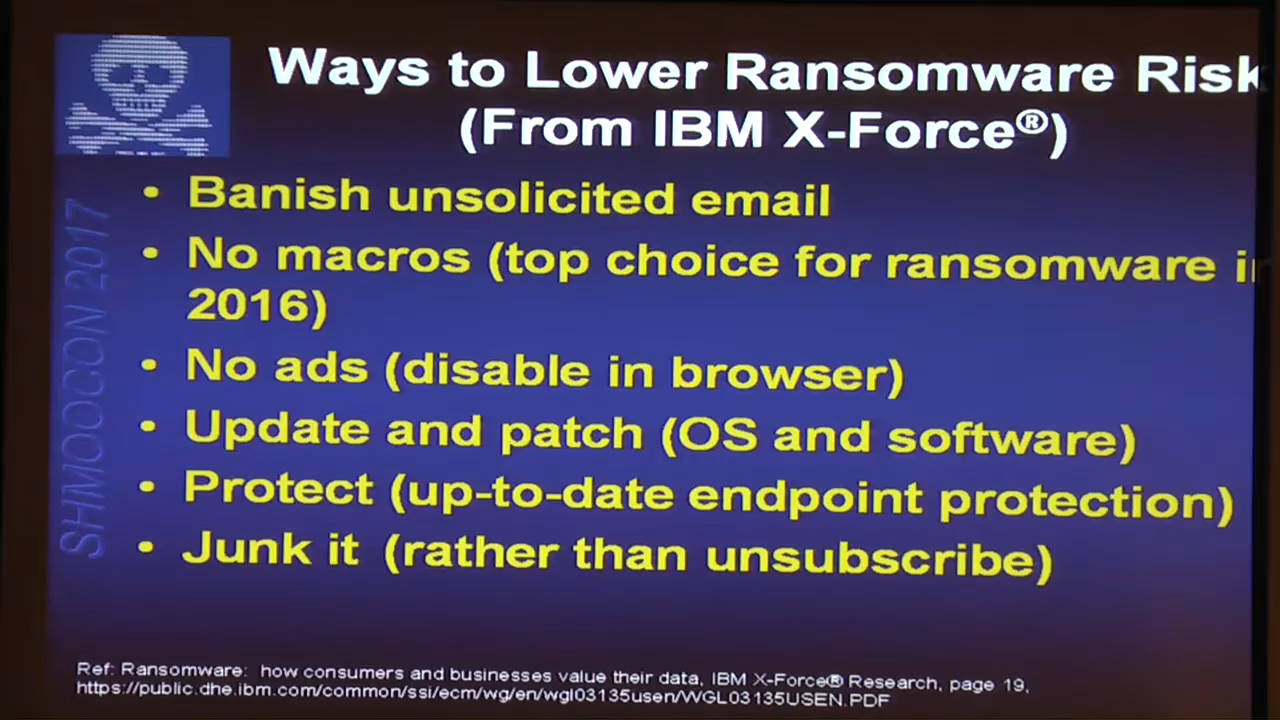 Ways to Lower Ransomware Risk
(From IBM X-Force®)
• Banish unsolicited email
• No macros (top choice for ransomware in
2016)
• No ads (disable in browser)
• Update and patch (OS and software)
• Protect (up-to-date endpoint protection)
• Junk it (rather than unsubscribe)
SHMOOCON 2017
Ref: Ransomware: how consumers and businesses value their data, IBM X-Force® Research, page 19,
https://public.dhe.ibm.com/common/ssi/ecm/wg/en/wgl03135usen/WGL03135USEN.PDF